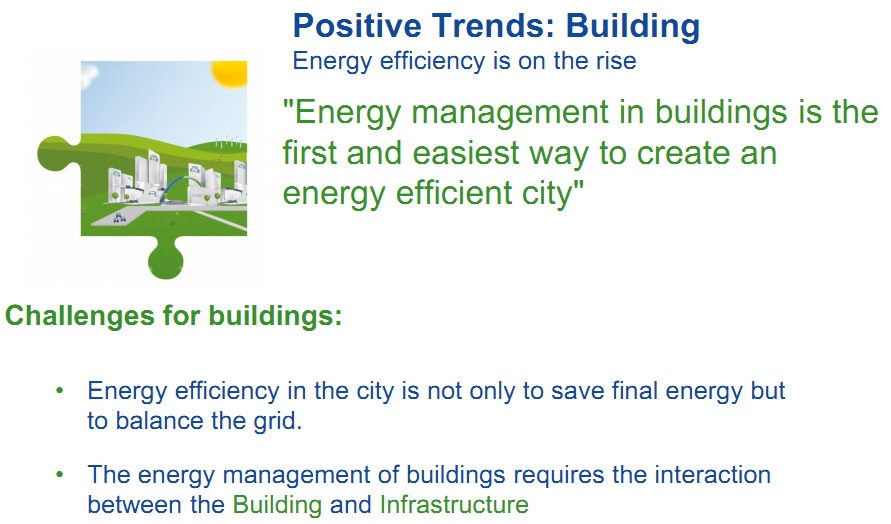 Positive Trends: Building
Energy efficiency is on the rise
"Energy management in buildings is the
first and easiest way to create an
energy efficient city"
Challenges for buildings:
• Energy efficiency in the city is not only to save final energy but
to balance the grid.
• The energy management of buildings requires the interaction
between the Building and Infrastructure